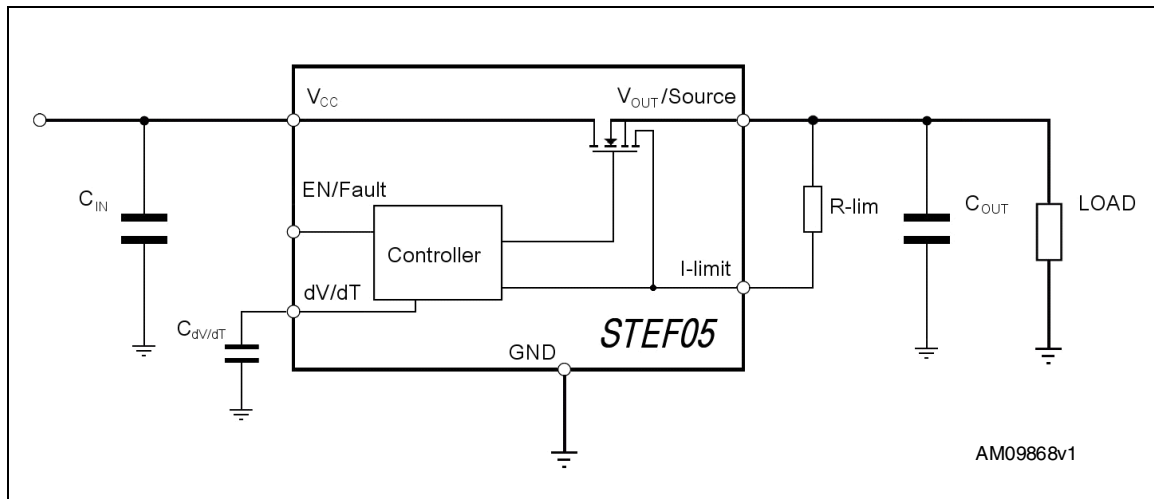 V_CC
V_OUT/Source
EN/Fault
C_IN
Controller
R-lim
C_OUT
LOAD
I-limit
dV/dT
C_dV/dT
STEF05
GND
AM09868v1